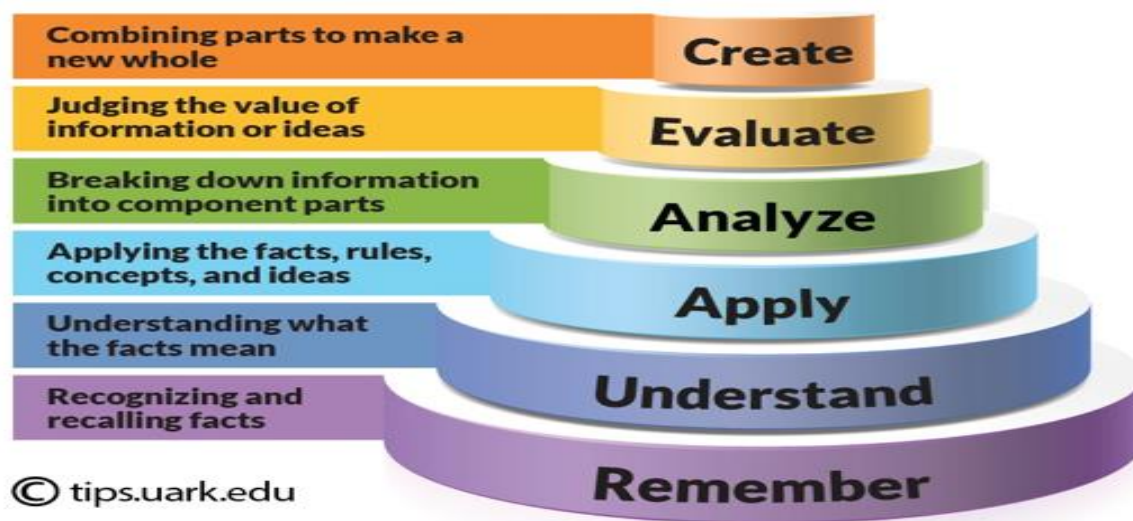 Combining parts to make a
new whole
Create
Judging the value of
information or ideas
Evaluate
Breaking down information
into component parts
Analyze
Applying the facts, rules,
concepts, and ideas
Apply
Understanding what
the facts mean
Understand
Recognizing and
recalling facts
Remember
© tips.uark.edu